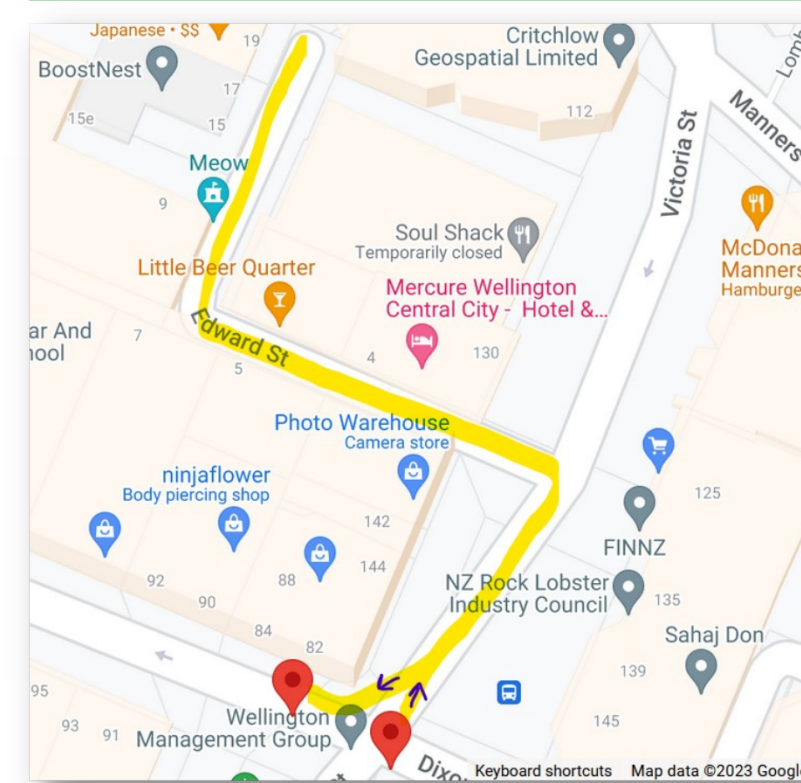 Japanese • $$
19
Critchlow
Geospatial Limited
BoostNest
17
15e
15
112
Manners
Victoria St
Meow
9
Soul Shack
Temporarily closed
McDona
Manners
Hamburge
Little Beer Quarter
Mercure Wellington
Central City - Hotel &...
ar And
ool
7
Edward St
5
4
130
Photo Warehouse
Camera store
ninjaflower
Body piercing shop
125
142
FINNZ
144
92
88
90
NZ Rock Lobster
Industry Council
135
84
82
Sahaj Don
139
95
93
91
Wellington
Management Group
145
Dixo
Keyboard shortcuts
Map data ©2023 Google